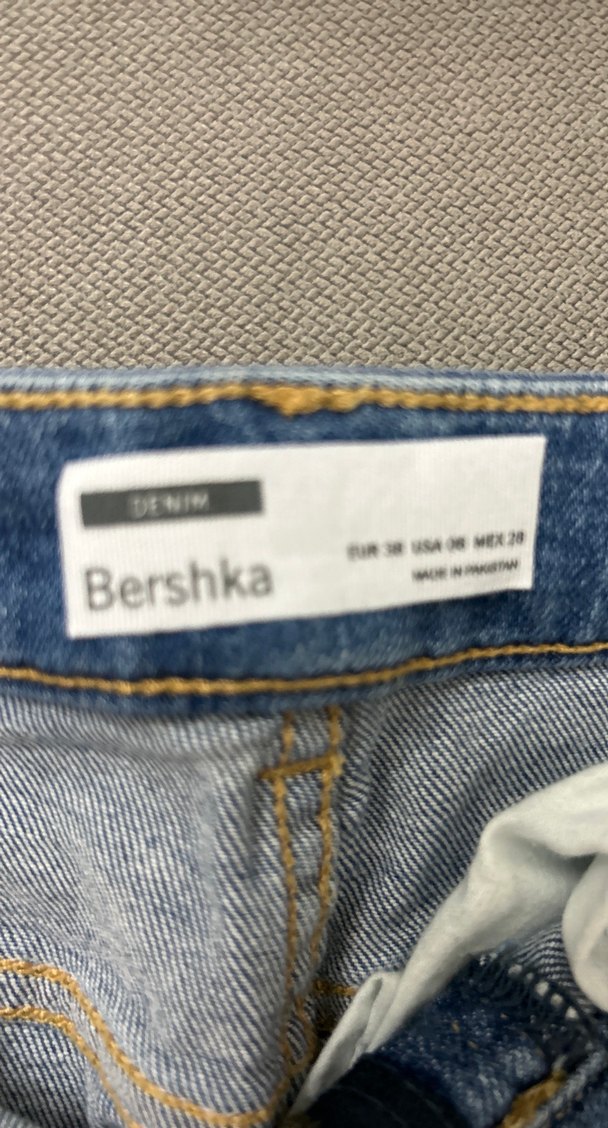 DENIM
Bershka
EUR 38 USA 06 MEX 28
MADE IN PAKISTAN